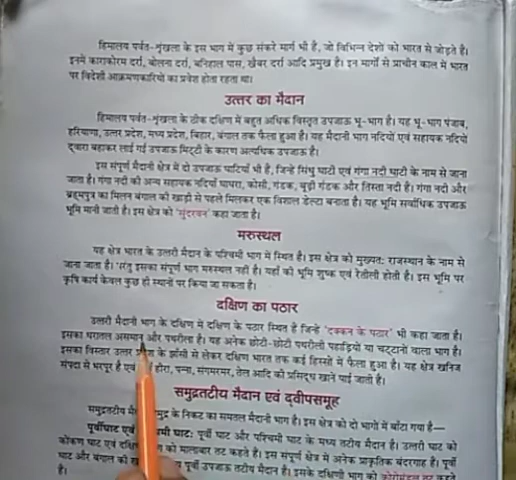 हिमालय पर्वत-शृंखला के इस भाग में कुछ संकरे मार्ग भी है, जो विभिन्न देशों को भारत से जोड़ते हैं।
इनमें काराकोरम दर्रा, बोलना दर्रा, बनिहाल पास, खैबर दर्रा आदि प्रमुख है। इन मार्गों से प्राचीन काल में भारत
पर विदेशी आक्रमणकारियों का प्रवेश होता रहता था।
उत्तर का मैदान
हिमालय पर्वत-शृंखला के ठीक दक्षिण में बहुत अधिक विस्तृत उपजाऊ भू-भाग है। यह भू-भाग पंजाब,
हरियाणा, उत्तर प्रदेश, मध्य प्रदेश, बिहार, बंगाल तक फैला हुआ है। यह मैदानी भाग नदियों एवं सहायक नदियों
द्वारा बहाकर लाई गई उपजाऊ मिट्टी के कारण अत्यधिक उपजाऊ है।
इस संपूर्ण मैदानी क्षेत्र में दो उपजाऊ घाटियाँ भी हैं, जिन्हें सिंधु घाटी एवं गंगा नदी घाटी के नाम से जाना
जाता है। गंगा नदी की अन्य सहायक नदियाँ घाघरा, कोसी, गंडक, बूढ़ी गंडक और तिस्ता नदी है। गंगा नदी और
ब्रह्मपुत्र का मिलन बंगाल की खाड़ी से पहले मिलकर एक विशाल डेल्टा बनाता है। यह भूमि सर्वाधिक उपजाऊ
भूमि मानी जाती है। इस क्षेत्र को 'सुंदरवन' कहा जाता है।
मरुस्थल
यह क्षेत्र भारत के उत्तरी मैदान के पश्चिमी भाग में स्थित है। इस क्षेत्र को मुख्यतः राजस्थान के नाम से
जाना जाता है। परंतु इसका संपूर्ण भाग मरुस्थल नहीं है। यहाँ की भूमि शुष्क एवं रेतीली होती है। इस भूमि पर
कृषि कार्य केवल कुछ ही स्थानों पर किया जा सकता है।
दक्षिण का पठार
उत्तरी मैदानी भाग के दक्षिण में दक्षिण के पठार स्थित है जिन्हें 'दक्कन के पठार' भी कहा जाता है।
इसका धरातल असमान और पथरीला है। यह अनेक छोटी-छोटी पथरीली पहाड़ियों या चट्टानों वाला भाग है।
इसका विस्तार उत्तर के झाँसी से लेकर दक्षिण भारत तक कई हिस्सों में फैला हुआ है। यह क्षेत्र खनिज
संपदा से भरपूर है एवं हीरा, पन्ना, संगमरमर, तेल आदि की प्रसिद्ध खाने पाई जाती है।
समुद्रतटीय मैदान एवं द्वीपसमूह
समुद्रतटीय के निकट का समतल मैदानी भाग है। इस क्षेत्र को दो भागों में बाँटा गया है—
पूर्वीघाट एवं घाट: पूर्वी घाट और पश्चिमी घाट के मध्य तटीय मैदान है। उत्तरी घाट को
कोंकण घाट एवं को मालाबार तट कहते है। इस संपूर्ण क्षेत्र में अनेक प्राकृतिक बंदरगाह है। पूर्वी
घाट और बंगाल की पूर्वी उपजाऊ तटीय मैदान है। इसके दक्षिणी भाग को कोरोमंडल तट कहते
है।